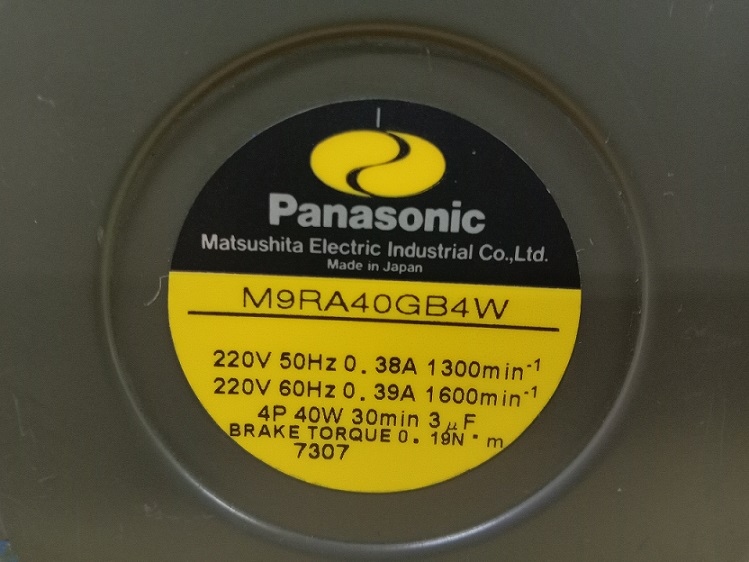 Panasonic
Matsushita Electric Industrial Co.,Ltd.
Made in Japan
M9RA40GB4W
220V 50Hz 0.38A 1300min⁻¹
220V 60Hz 0.39A 1600min⁻¹
4P 40W 30min 3μF
BRAKE TORQUE 0.19N・m
7307